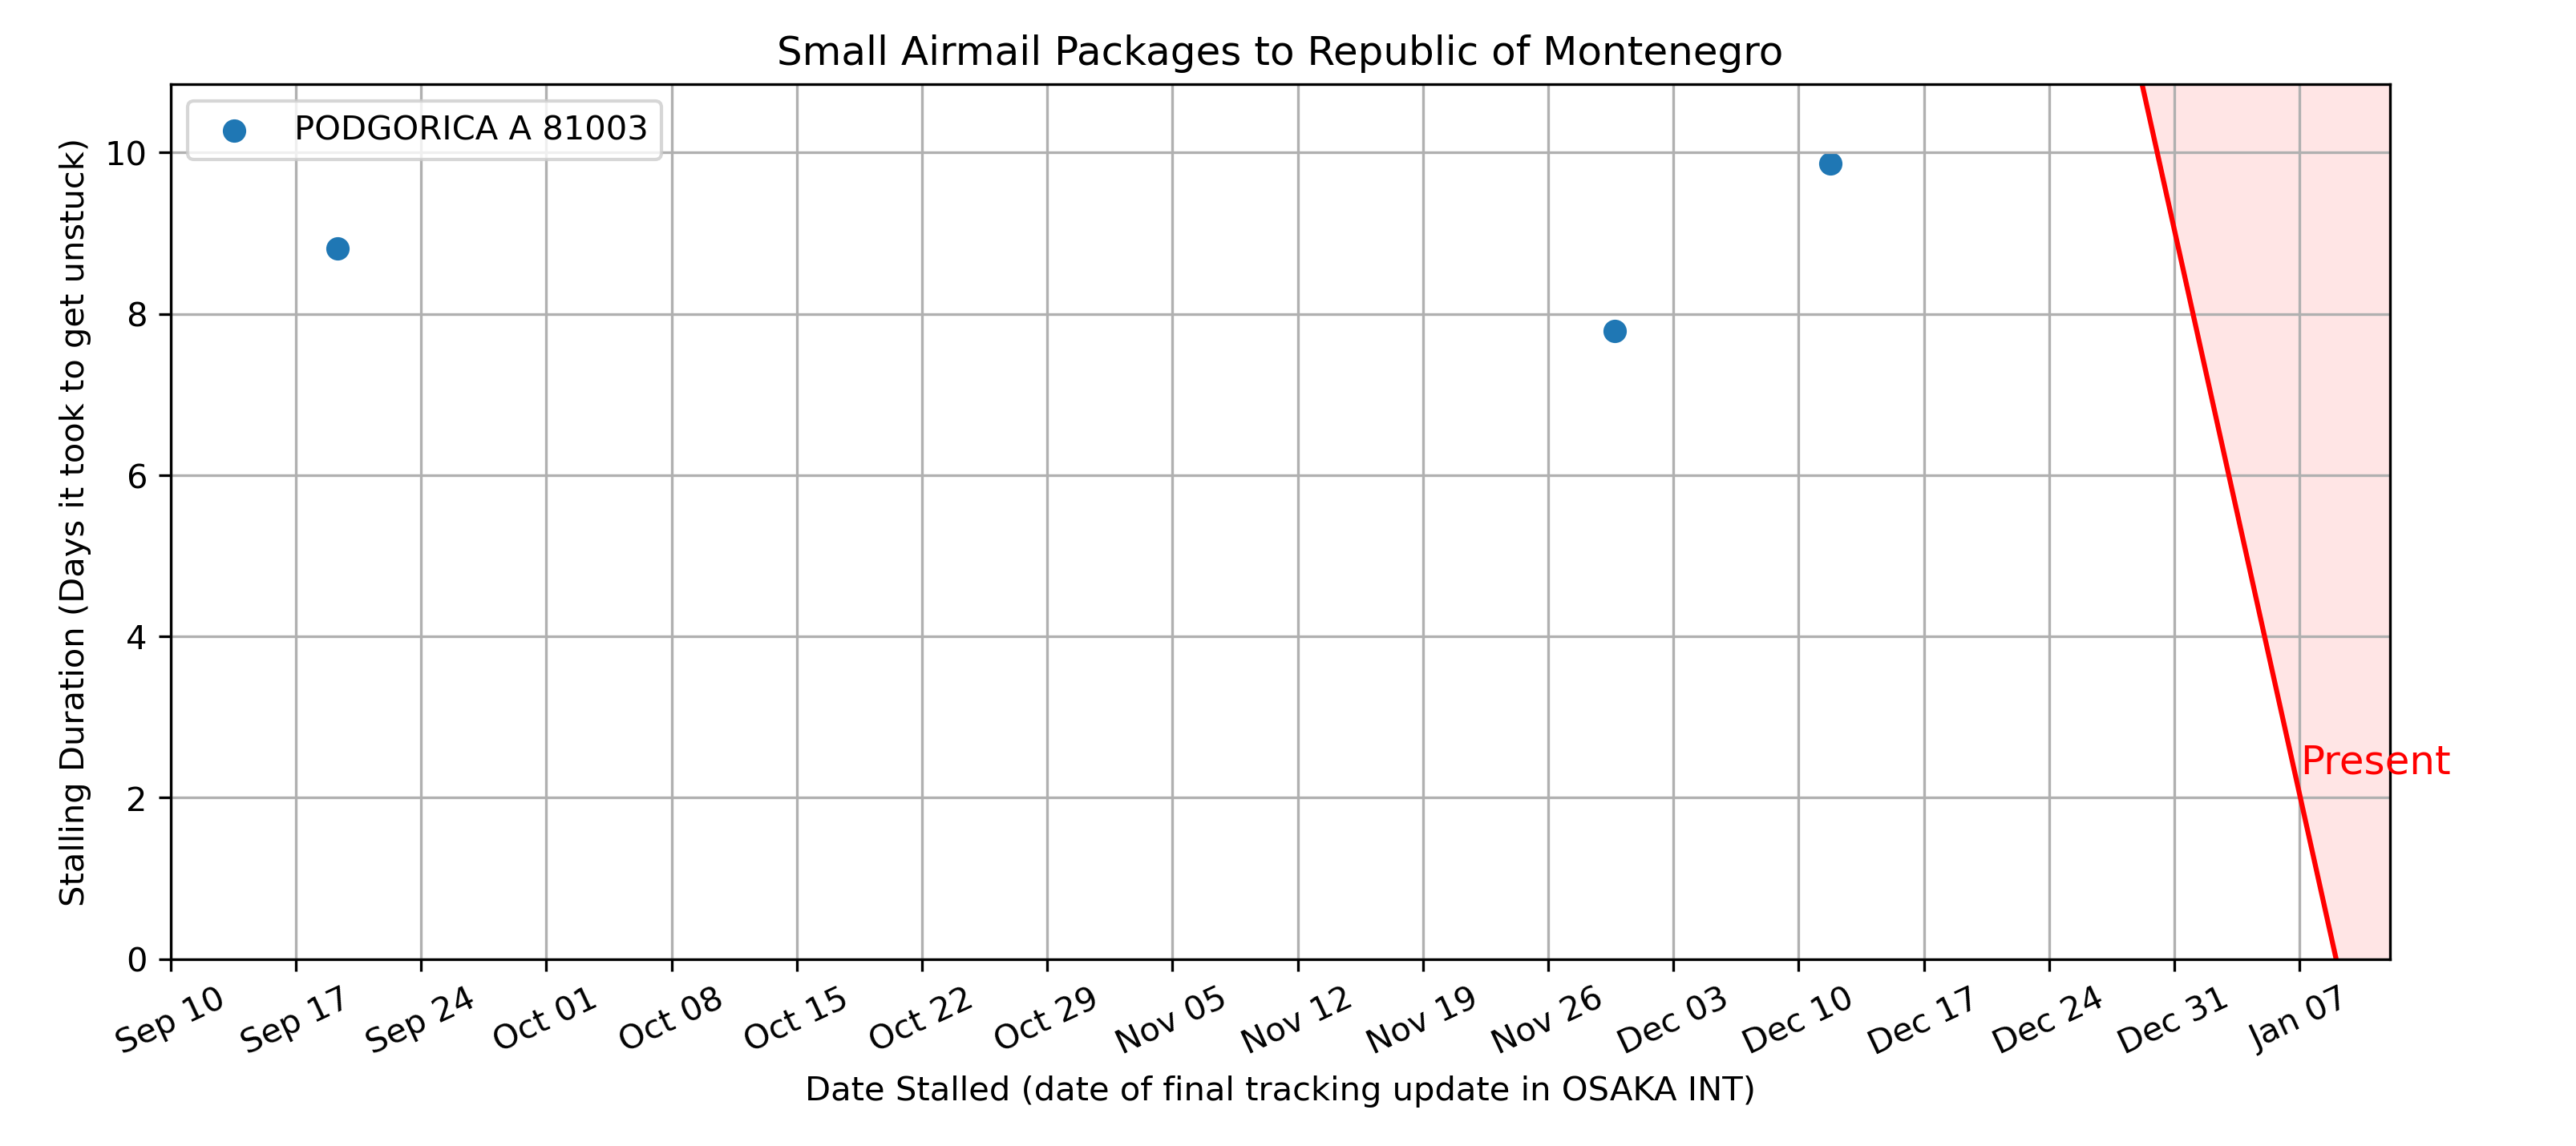 Small Airmail Packages to Republic of Montenegro
PODGORICA A 81003
Stalling Duration (Days it took to get unstuck)
10
8
6
4
2
0
Present
Sep 10
Sep 17
Sep 24
Oct 01
Oct 08
Oct 15
Oct 22
Oct 29
Nov 05
Nov 12
Nov 19
Nov 26
Dec 03
Dec 10
Dec 17
Dec 24
Dec 31
Jan 07
Date Stalled (date of final tracking update in OSAKA INT)